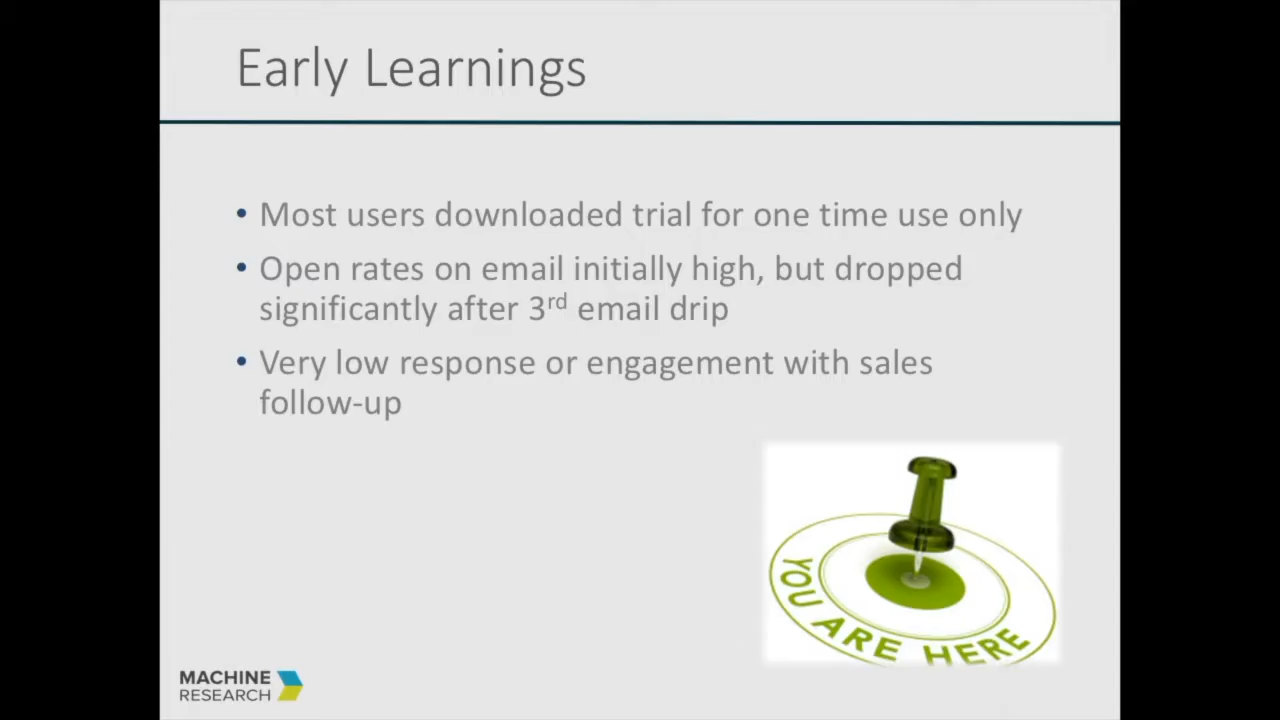 Early Learnings
• Most users downloaded trial for one time use only
• Open rates on email initially high, but dropped
significantly after 3rd email drip
• Very low response or engagement with sales
follow-up
YOU ARE HERE
MACHINE
RESEARCH